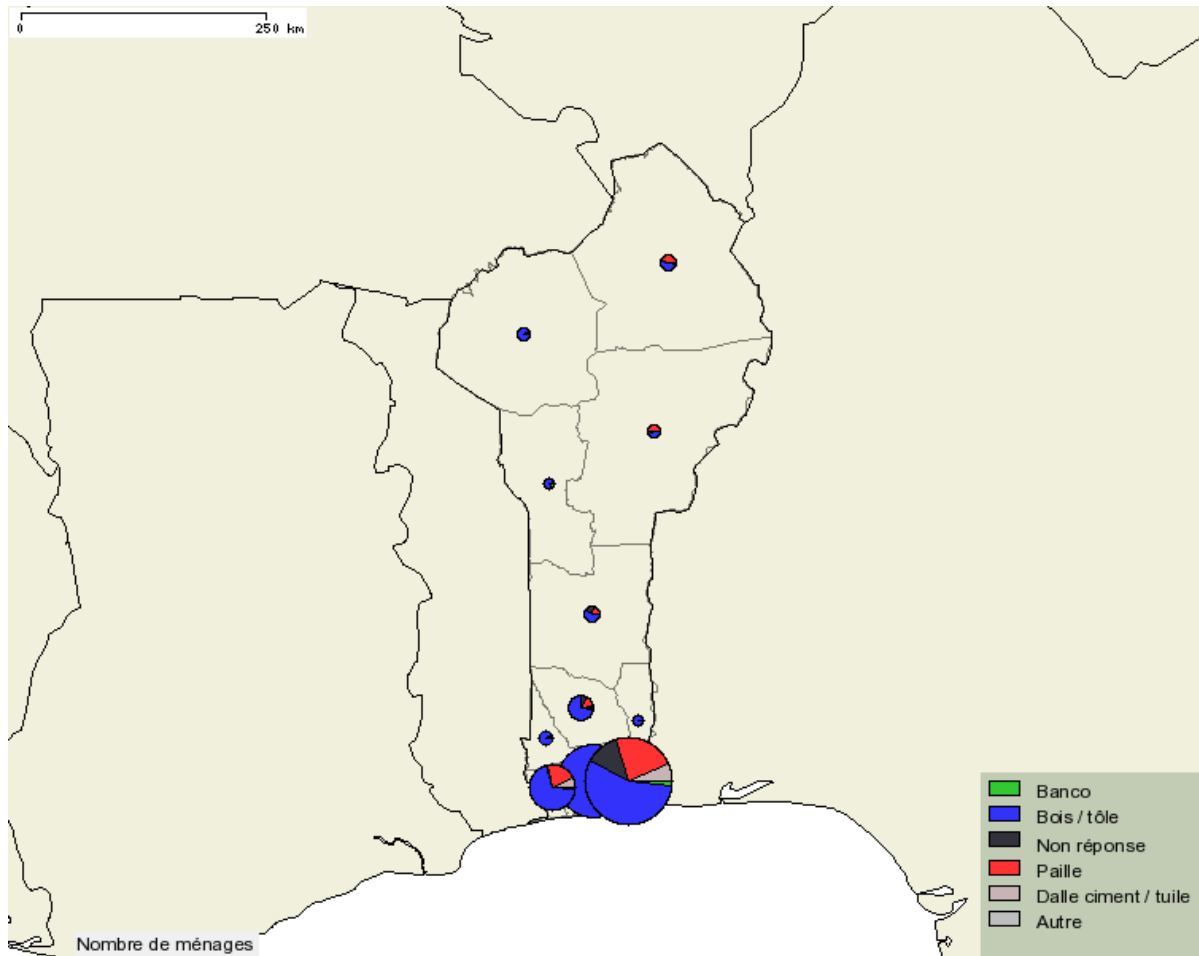 0 250 km
Banco
Bois / tôle
Non réponse
Paille
Dalle ciment / tuile
Autre
Nombre de ménages